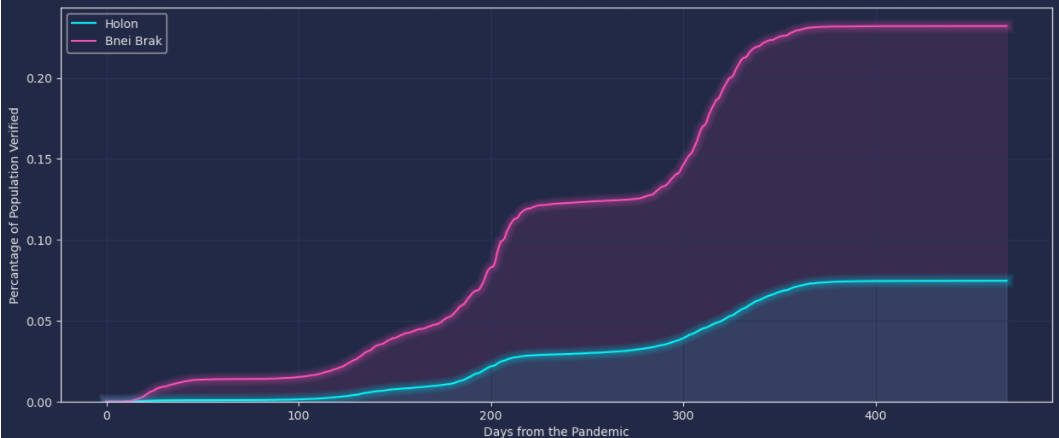 Holon
Bnei Brak
Percantage of Population Verified
0.20
0.15
0.10
0.05
0.00
0
100
200
300
400
Days from the Pandemic